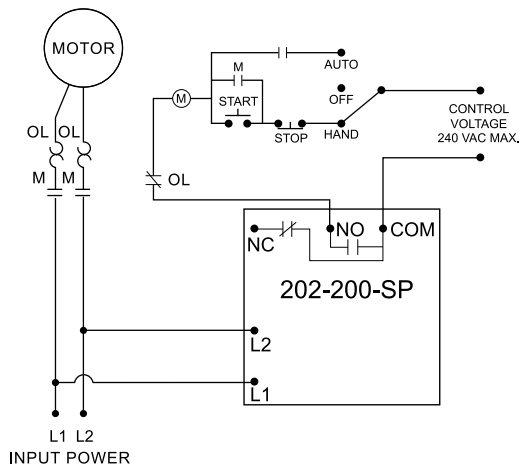 MOTOR
OL OL
M M
M
OL
M
START
STOP
AUTO
OFF
HAND
CONTROL
VOLTAGE
240 VAC MAX.
NC
NO
COM
202-200-SP
L2
L1
L1 L2
INPUT POWER